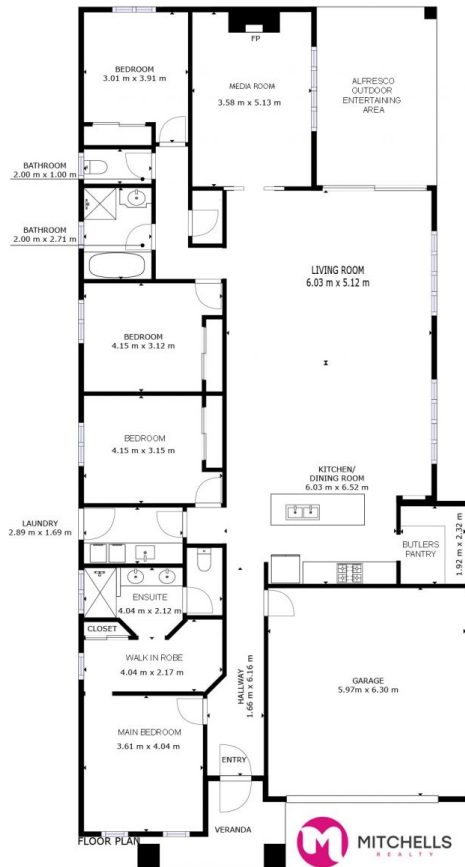 BEDROOM
3.01 m x 3.91 m
FP
MEDIA ROOM
3.58 m x 5.13 m
ALFRESCO
OUTDOOR
ENTERTAINING
AREA
BATHROOM
2.00 m x 1.00 m
BATHROOM
2.00 m x 2.71 m
LIVING ROOM
6.03 m x 5.12 m
BEDROOM
4.15 m x 3.12 m
BEDROOM
4.15 m x 3.15 m
KITCHEN/
DINING ROOM
6.03 m x 6.52 m
LAUNDRY
2.89 m x 1.69 m
BUTLERS
PANTRY
1.92 m x 2.32 m
ENSUITE
4.04 m x 2.12 m
CLOSET
WALK IN ROBE
4.04 m x 2.17 m
HALLWAY
1.66 m x 6.16 m
GARAGE
5.97m x 6.30 m
MAIN BEDROOM
3.61 m x 4.04 m
ENTRY
VERANDA
FLOOR PLAN
M MITCHELLS
REALTY